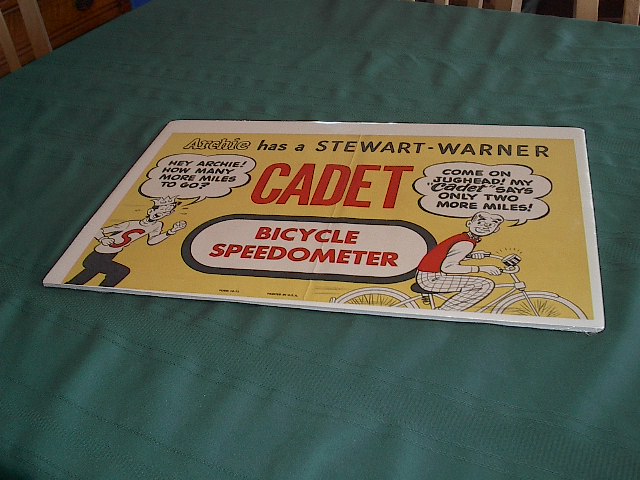 Archie has a STEWART-WARNER
HEY ARCHIE!
HOW MANY
MORE MILES
TO GO?
CADET
COME ON
JUGHEAD! MY
"Cadet" SAYS
ONLY TWO
MORE MILES!
S
BICYCLE
SPEEDOMETER
PRINTED IN U.S.A.